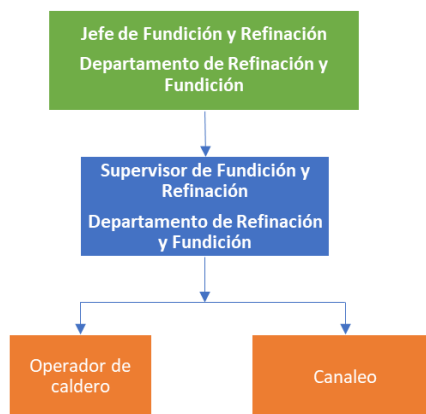 Jefe de Fundición y Refinación
Departamento de Refinación y
Fundición
Supervisor de Fundición y
Refinación
Departamento de Refinación
y Fundición
Operador de
caldero
Canaleo